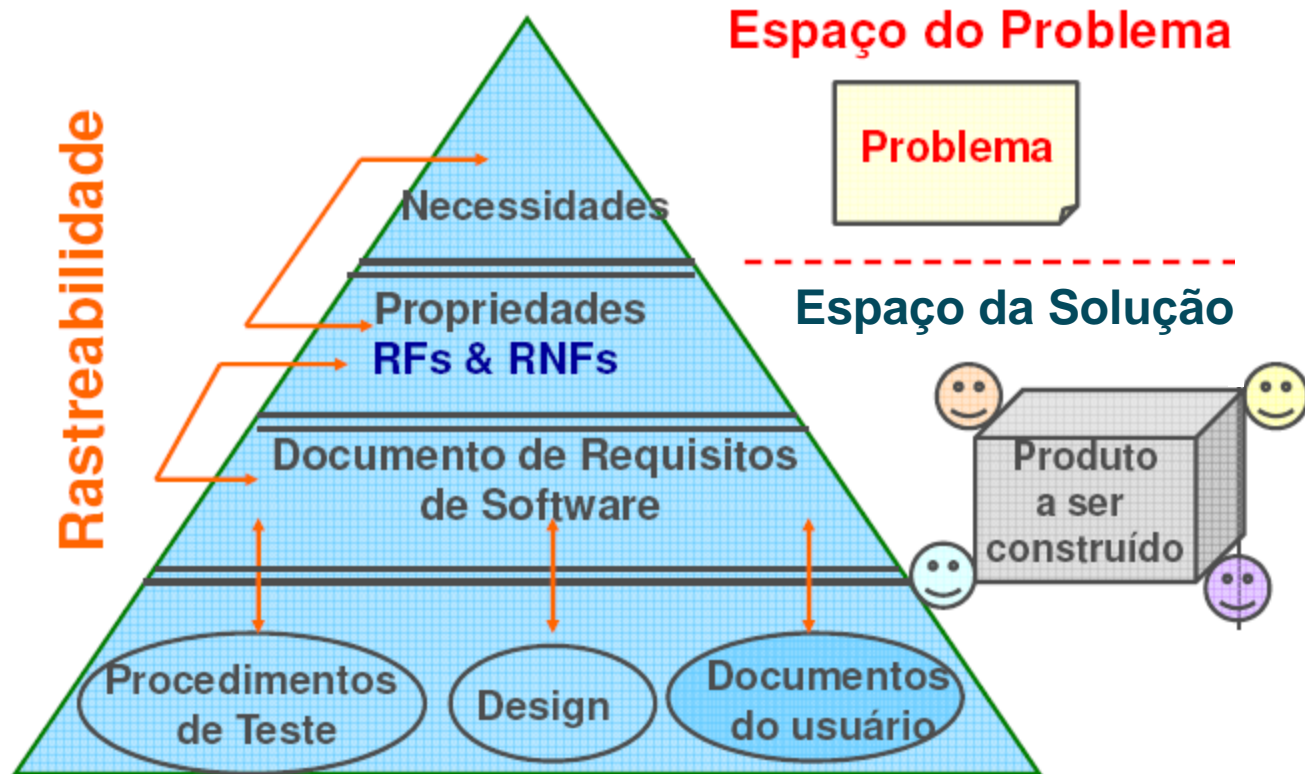 Espaço do Problema
Problema
Rastreabilidade
Necessidades
Espaço da Solução
Propriedades
RFs & RNFs
Documento de Requisitos
de Software
Produto
a ser
construído
Procedimentos
de Teste
Design
Documentos
do usuário